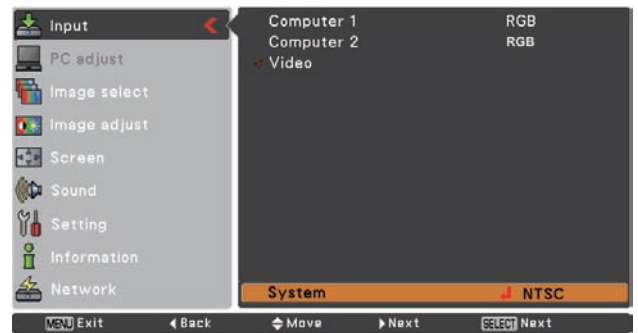 Input
PC adjust
Image select
Image adjust
Screen
Sound
Setting
Information
Network
Computer 1 RGB
Computer 2 RGB
Video
System NTSC
MENU Exit Back Move Next SELECT Next